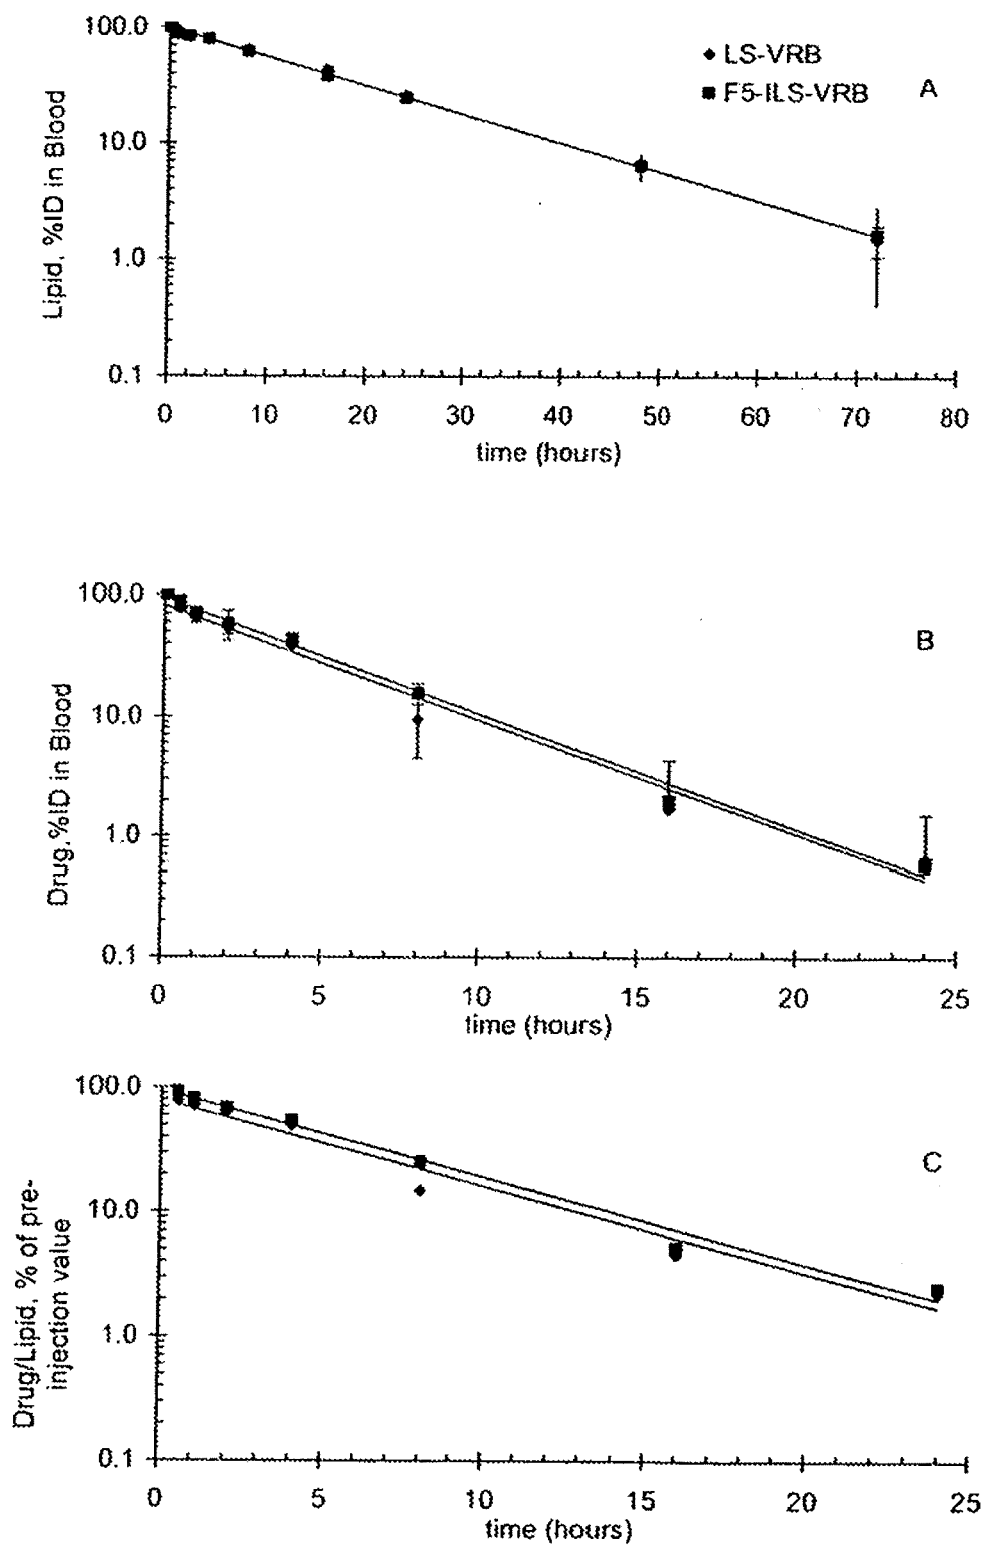 100.0
10.0
1.0
0.1
Lipid, %ID in Blood
LS-VRB
F5-ILS-VRB
A
0 10 20 30 40 50 60 70 80
time (hours)
100.0
10.0
1.0
0.1
Drug,%ID in Blood
B
0 5 10 15 20 25
time (hours)
100.0
10.0
1.0
0.1
Drug/Lipid, % of pre-
injection value
C
0 5 10 15 20 25
time (hours)